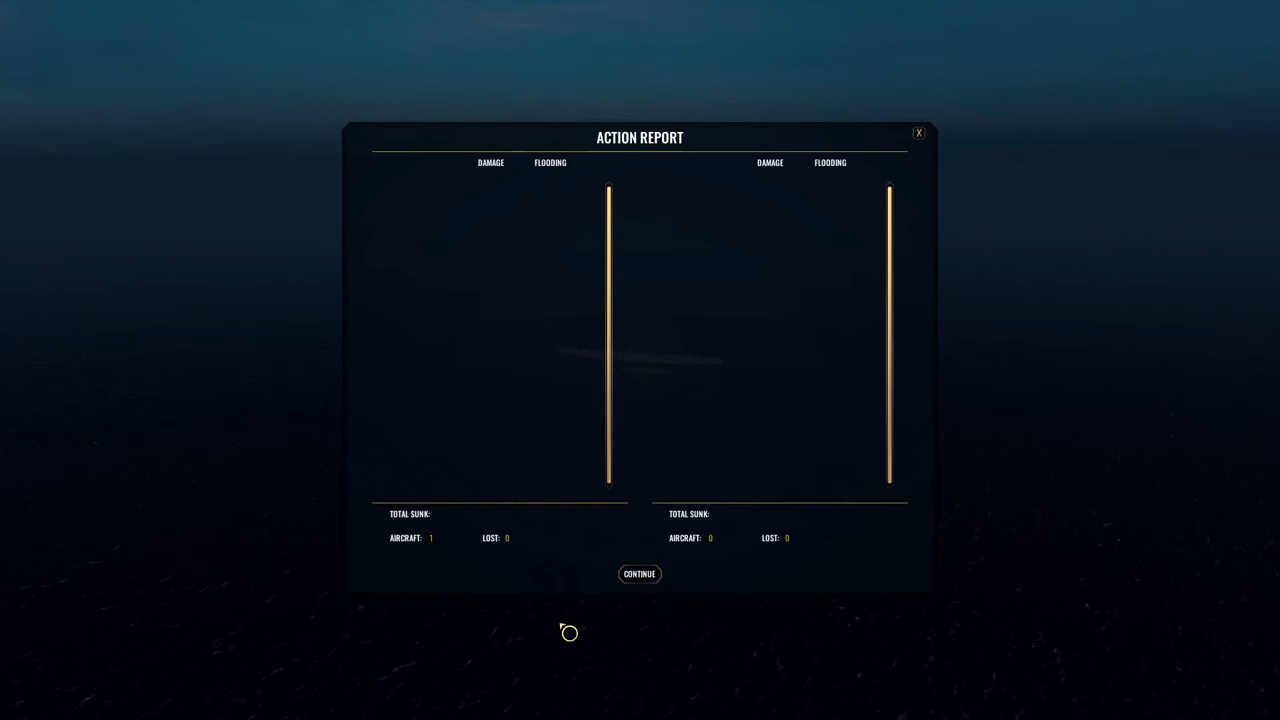 ACTION REPORT
X
DAMAGE FLOODING DAMAGE FLOODING
TOTAL SUNK: TOTAL SUNK:
AIRCRAFT: 1 LOST: 0 AIRCRAFT: 0 LOST: 0
CONTINUE